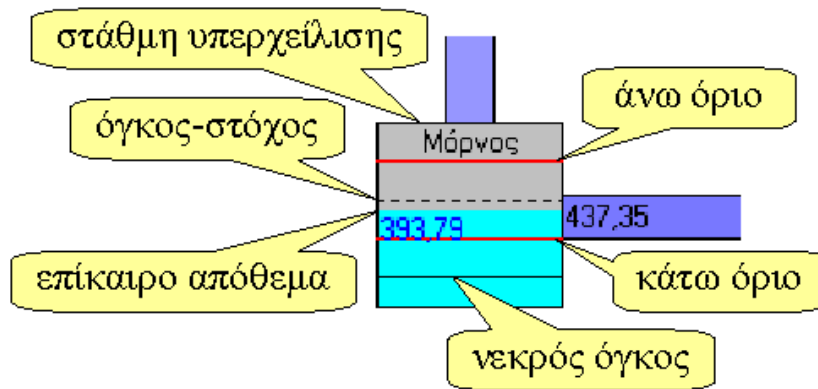 στάθμη υπερχείλισης
άνω όριο
όγκος-στόχος
Μόρνος
393,79
437,35
επίκαιρο απόθεμα
κάτω όριο
νεκρός όγκος